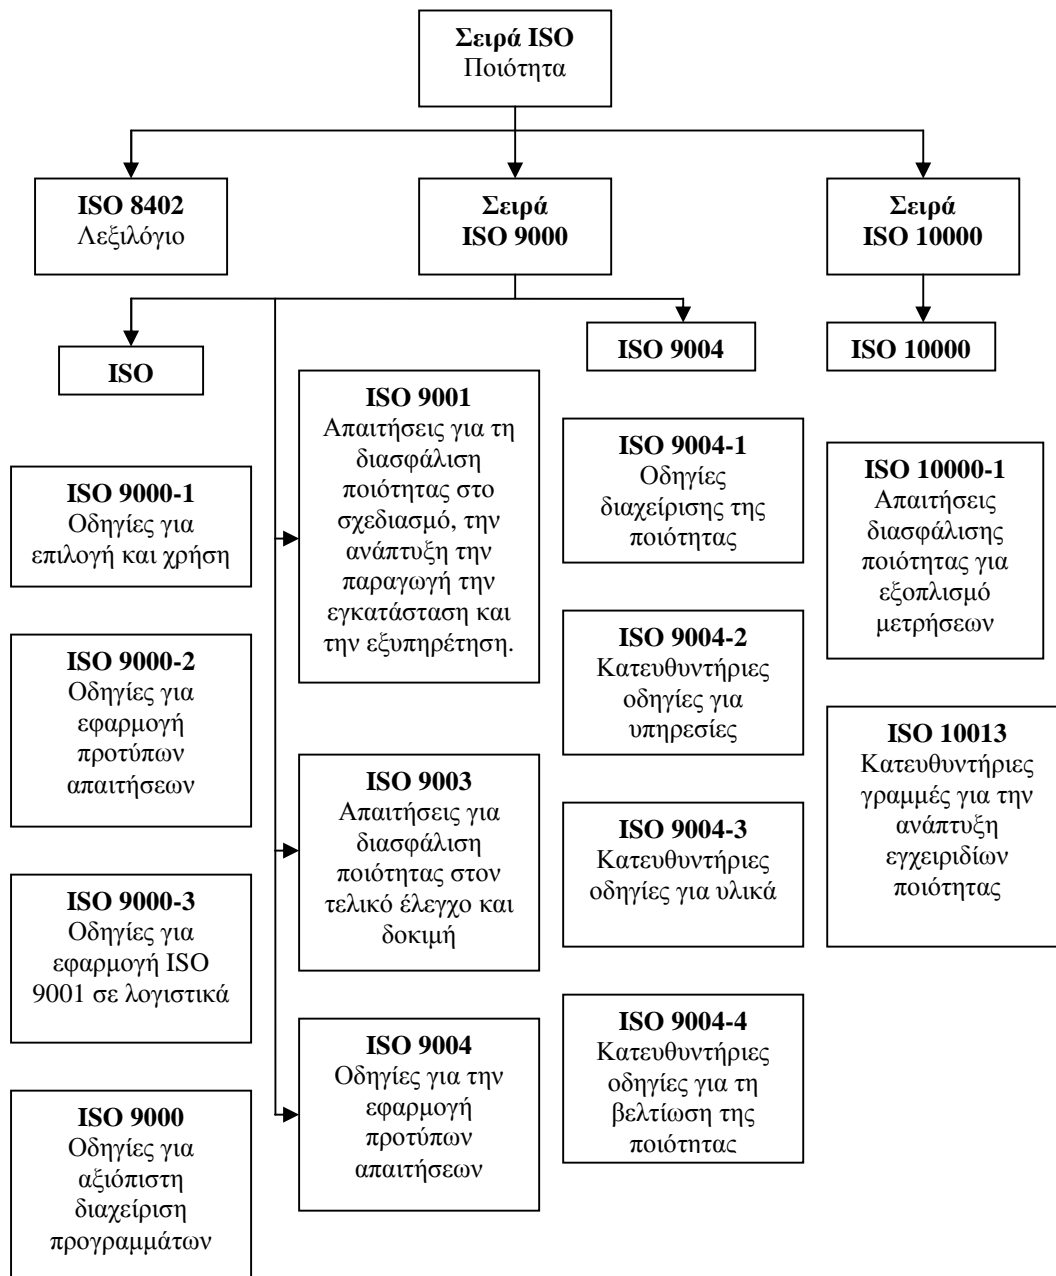 Σειρά ISO
Ποιότητα
ISO 8402
Λεξιλόγιο
Σειρά
ISO 9000
Σειρά
ISO 10000
ISO
ISO 9004
ISO 10000
ISO 9000-1
Οδηγίες για
επιλογή και χρήση
ISO 9000-2
Οδηγίες για
εφαρμογή
προτύπων
απαιτήσεων
ISO 9000-3
Οδηγίες για
εφαρμογή ISO
9001 σε λογιστικά
ISO 9000
Οδηγίες για
αξιόπιστη
διαχείριση
προγραμμάτων
ISO 9001
Απαιτήσεις για τη
διασφάλιση
ποιότητας στο
σχεδιασμό, την
ανάπτυξη την
παραγωγή την
εγκατάσταση και
την εξυπηρέτηση.
ISO 9003
Απαιτήσεις για
διασφάλιση
ποιότητας στον
τελικό έλεγχο και
δοκιμή
ISO 9004
Οδηγίες για την
εφαρμογή
προτύπων
απαιτήσεων
ISO 9004-1
Οδηγίες
διαχείρισης της
ποιότητας
ISO 9004-2
Κατευθυντήριες
οδηγίες για
υπηρεσίες
ISO 9004-3
Κατευθυντήριες
οδηγίες για υλικά
ISO 9004-4
Κατευθυντήριες
οδηγίες για τη
βελτίωση της
ποιότητας
ISO 10000-1
Απαιτήσεις
διασφάλισης
ποιότητας για
εξοπλισμό
μετρήσεων
ISO 10013
Κατευθυντήριες
γραμμές για την
ανάπτυξη
εγχειριδίων
ποιότητας